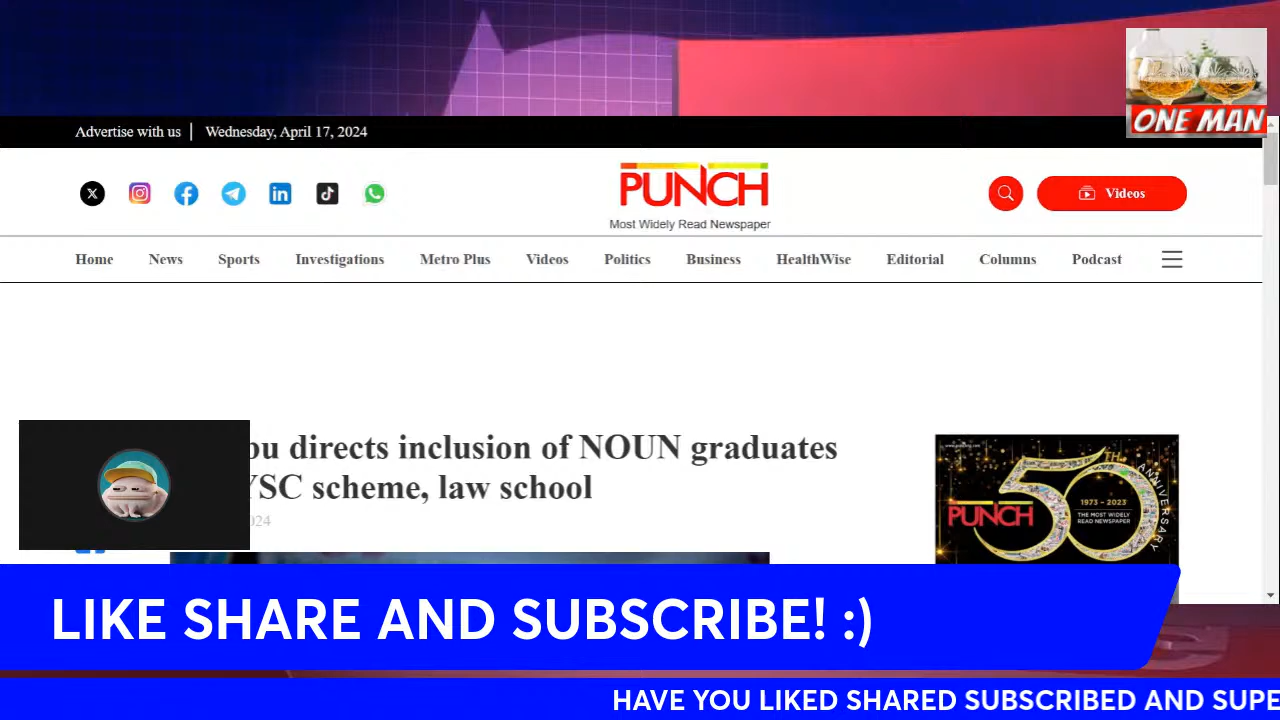 ONE MAN
Advertise with us | Wednesday, April 17, 2024
PUNCH
Most Widely Read Newspaper
Videos
Home News Sports Investigations Metro Plus Videos Politics Business HealthWise Editorial Columns Podcast
bu directs inclusion of NOUN graduates
YSC scheme, law school
024
50TH ANNIVERSARY
PUNCH
1973 - 2023
THE MOST WIDELY
READ NEWSPAPER
LIKE SHARE AND SUBSCRIBE! :)
HAVE YOU LIKED SHARED SUBSCRIBED AND SUPE